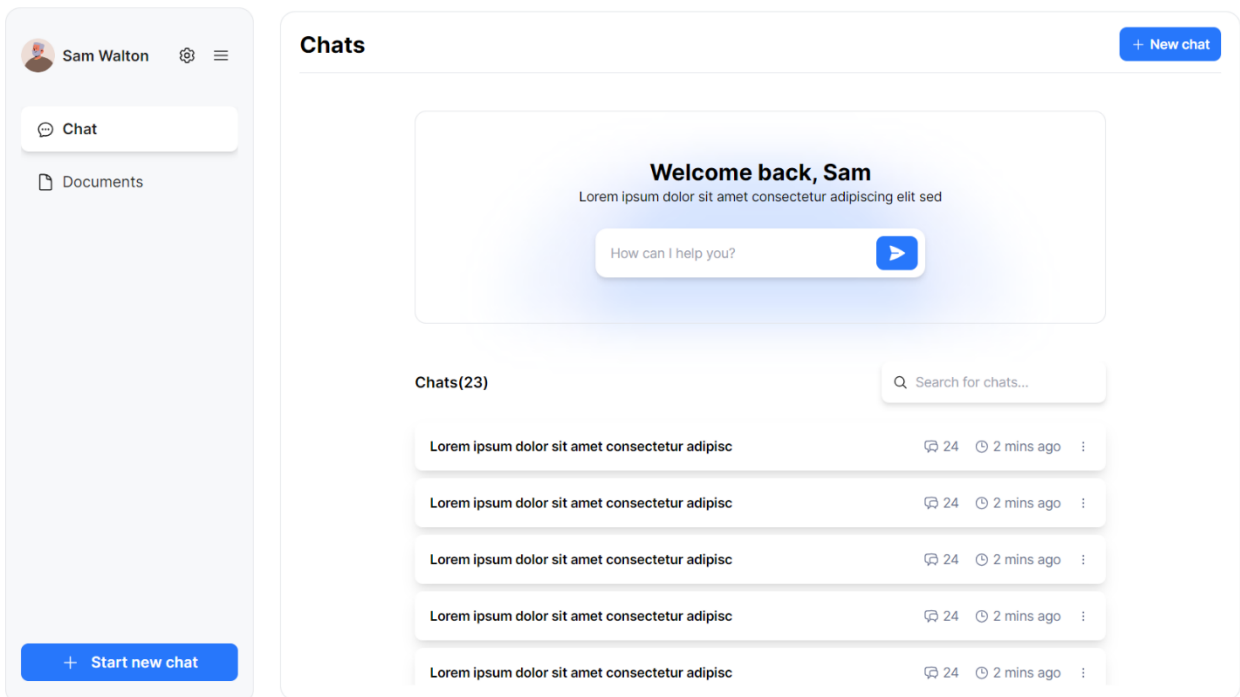 Sam Walton
Chat
Documents
Start new chat
Chats
New chat
Welcome back, Sam
Lorem ipsum dolor sit amet consectetur adipiscing elit sed
How can I help you?
Chats(23)
Search for chats...
Lorem ipsum dolor sit amet consectetur adipisc 24 2 mins ago
Lorem ipsum dolor sit amet consectetur adipisc 24 2 mins ago
Lorem ipsum dolor sit amet consectetur adipisc 24 2 mins ago
Lorem ipsum dolor sit amet consectetur adipisc 24 2 mins ago
Lorem ipsum dolor sit amet consectetur adipisc 24 2 mins ago